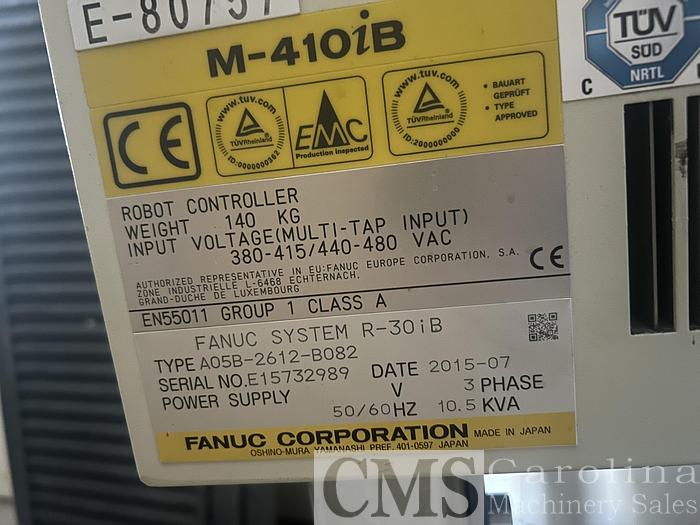 E-80757
M-410iB
TÜV
SÜD
NRTL
C
CE
www.tuv.com
TÜVRheinland
ID:0000000362
EMC
Production inspected
www.tuv.com
TÜVRheinland
ID:2000000000
• BAUART
GEPRÜFT
• TYPE
APPROVED
ROBOT CONTROLLER
WEIGHT 140 KG
INPUT VOLTAGE(MULTI-TAP INPUT)
380-415/440-480 VAC
AUTHORIZED REPRESENTATIVE IN EU:FANUC EUROPE CORPORATION, S.A.
ZONE INDUSTRIELLE L-6468 ECHTERNACH,
GRAND-DUCHE DE LUXEMBOURG
CE
EN55011 GROUP 1 CLASS A
FANUC SYSTEM R-30iB
TYPE A05B-2612-B082
SERIAL NO.E15732989 DATE 2015-07
POWER SUPPLY V 3 PHASE
50/60HZ 10.5 KVA
FANUC CORPORATION MADE IN JAPAN
OSHINO-MURA YAMANASHI PREF. 401-0597 JAPAN
CMS Carolina
Machinery Sales